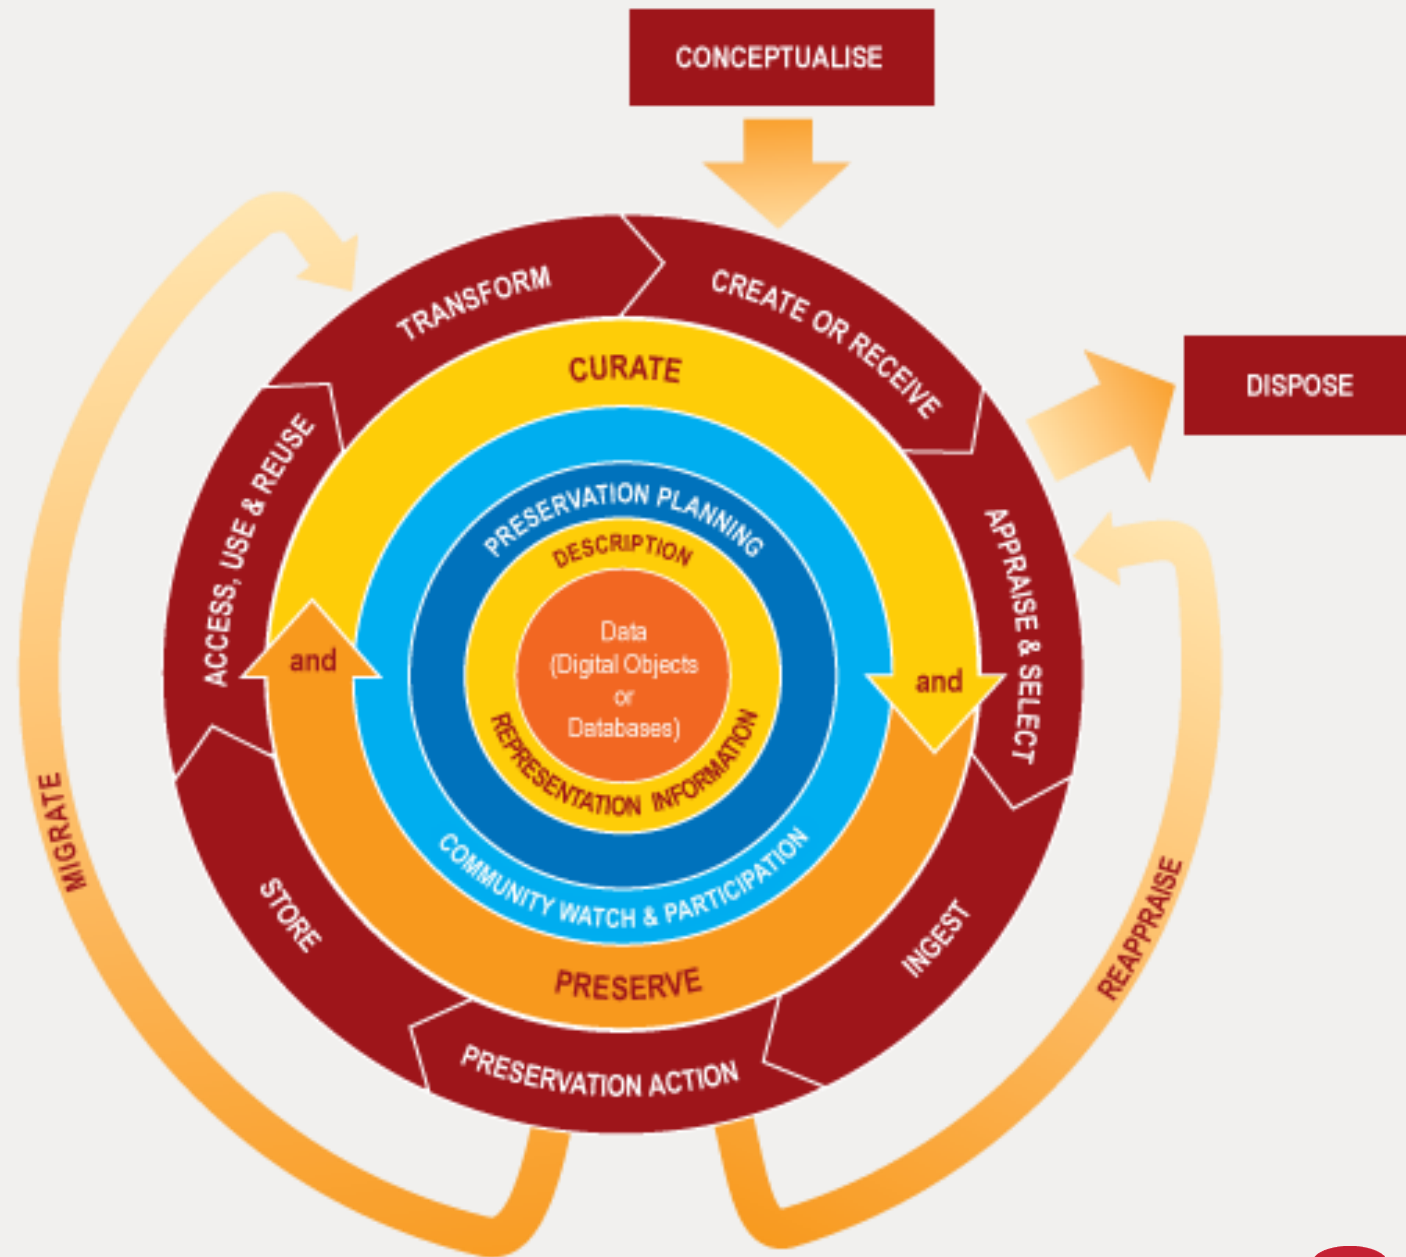 CONCEPTUALISE
TRANSFORM
CREATE OR RECEIVE
CURATE
DISPOSE
ACCESS, USE & REUSE
PRESERVATION PLANNING
DESCRIPTION
APPRAISE & SELECT
Data
(Digital Objects
or
Databases)
and
and
REPRESENTATION INFORMATION
COMMUNITY WATCH & PARTICIPATION
MIGRATE
STORE
INGEST
REAPPRAISE
PRESERVE
PRESERVATION ACTION